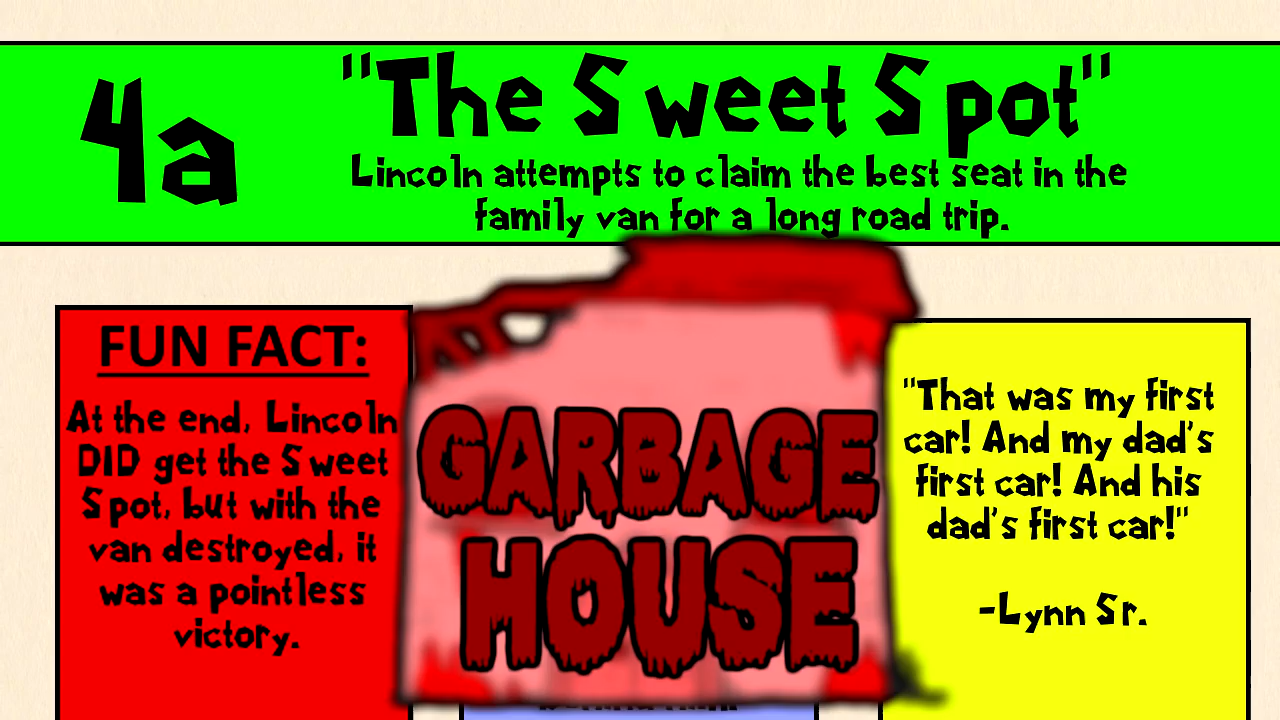 4a
"The Sweet Spot"
Lincoln attempts to claim the best seat in the
family van for a long road trip.
FUN FACT:
At the end, Lincoln
DID get the Sweet
Spot, but with the
van destroyed, it
was a pointless
victory.
GARBAGE
HOUSE
"That was my first
car! And my dad's
first car! And his
dad's first car!"
-Lynn Sr.